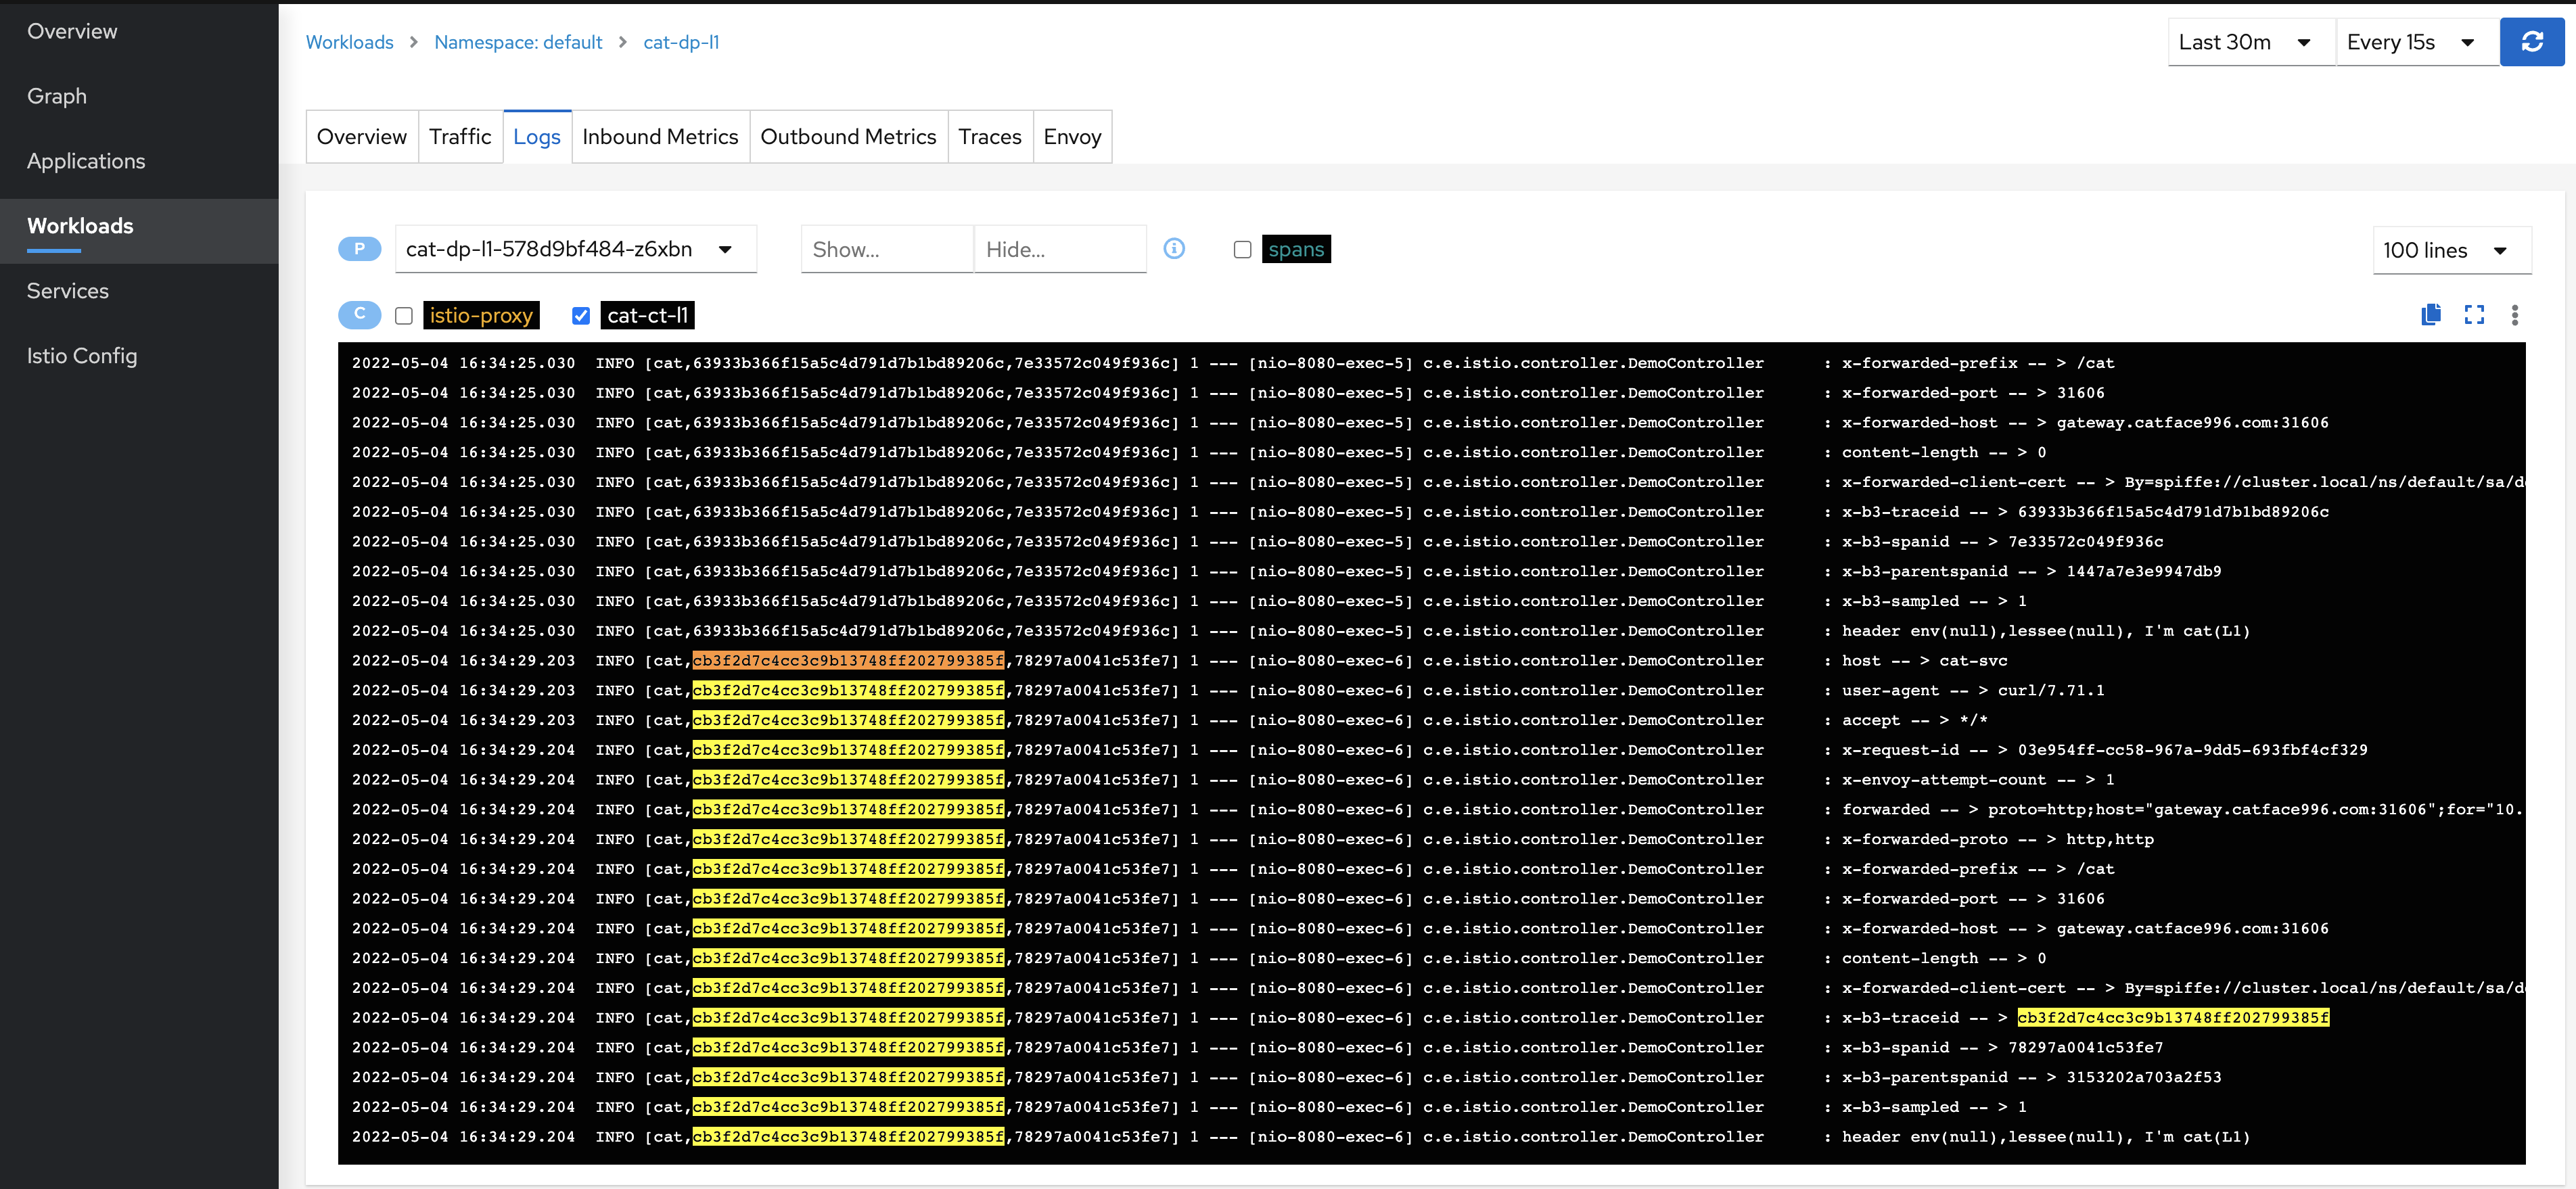 Overview
Graph
Applications
Workloads
Services
Istio Config
Workloads > Namespace: default > cat-dp-l1
Last 30m Every 15s
Overview Traffic Logs Inbound Metrics Outbound Metrics Traces Envoy
P cat-dp-l1-578d9bf484-z6xbn Show... Hide... spans 100 lines
C istio-proxy cat-ct-l1
2022-05-04 16:34:25.030 INFO [cat,63933b366f15a5c4d791d7b1bd89206c,7e33572c049f936c] 1 --- [nio-8080-exec-5] c.e.istio.controller.DemoController : x-forwarded-prefix -- > /cat
2022-05-04 16:34:25.030 INFO [cat,63933b366f15a5c4d791d7b1bd89206c,7e33572c049f936c] 1 --- [nio-8080-exec-5] c.e.istio.controller.DemoController : x-forwarded-port -- > 31606
2022-05-04 16:34:25.030 INFO [cat,63933b366f15a5c4d791d7b1bd89206c,7e33572c049f936c] 1 --- [nio-8080-exec-5] c.e.istio.controller.DemoController : x-forwarded-host -- > gateway.catface996.com:31606
2022-05-04 16:34:25.030 INFO [cat,63933b366f15a5c4d791d7b1bd89206c,7e33572c049f936c] 1 --- [nio-8080-exec-5] c.e.istio.controller.DemoController : content-length -- > 0
2022-05-04 16:34:25.030 INFO [cat,63933b366f15a5c4d791d7b1bd89206c,7e33572c049f936c] 1 --- [nio-8080-exec-5] c.e.istio.controller.DemoController : x-forwarded-client-cert -- > By=spiffe://cluster.local/ns/default/sa/d
2022-05-04 16:34:25.030 INFO [cat,63933b366f15a5c4d791d7b1bd89206c,7e33572c049f936c] 1 --- [nio-8080-exec-5] c.e.istio.controller.DemoController : x-b3-traceid -- > 63933b366f15a5c4d791d7b1bd89206c
2022-05-04 16:34:25.030 INFO [cat,63933b366f15a5c4d791d7b1bd89206c,7e33572c049f936c] 1 --- [nio-8080-exec-5] c.e.istio.controller.DemoController : x-b3-spanid -- > 7e33572c049f936c
2022-05-04 16:34:25.030 INFO [cat,63933b366f15a5c4d791d7b1bd89206c,7e33572c049f936c] 1 --- [nio-8080-exec-5] c.e.istio.controller.DemoController : x-b3-parentspanid -- > 1447a7e3e9947db9
2022-05-04 16:34:25.030 INFO [cat,63933b366f15a5c4d791d7b1bd89206c,7e33572c049f936c] 1 --- [nio-8080-exec-5] c.e.istio.controller.DemoController : x-b3-sampled -- > 1
2022-05-04 16:34:25.030 INFO [cat,63933b366f15a5c4d791d7b1bd89206c,7e33572c049f936c] 1 --- [nio-8080-exec-5] c.e.istio.controller.DemoController : header env(null),lessee(null), I'm cat(L1)
2022-05-04 16:34:29.203 INFO [cat,cb3f2d7c4cc3c9b13748ff202799385f,78297a0041c53fe7] 1 --- [nio-8080-exec-6] c.e.istio.controller.DemoController : host -- > cat-svc
2022-05-04 16:34:29.203 INFO [cat,cb3f2d7c4cc3c9b13748ff202799385f,78297a0041c53fe7] 1 --- [nio-8080-exec-6] c.e.istio.controller.DemoController : user-agent -- > curl/7.71.1
2022-05-04 16:34:29.203 INFO [cat,cb3f2d7c4cc3c9b13748ff202799385f,78297a0041c53fe7] 1 --- [nio-8080-exec-6] c.e.istio.controller.DemoController : accept -- > */*
2022-05-04 16:34:29.204 INFO [cat,cb3f2d7c4cc3c9b13748ff202799385f,78297a0041c53fe7] 1 --- [nio-8080-exec-6] c.e.istio.controller.DemoController : x-request-id -- > 03e954ff-cc58-967a-9dd5-693fbf4cf329
2022-05-04 16:34:29.204 INFO [cat,cb3f2d7c4cc3c9b13748ff202799385f,78297a0041c53fe7] 1 --- [nio-8080-exec-6] c.e.istio.controller.DemoController : x-envoy-attempt-count -- > 1
2022-05-04 16:34:29.204 INFO [cat,cb3f2d7c4cc3c9b13748ff202799385f,78297a0041c53fe7] 1 --- [nio-8080-exec-6] c.e.istio.controller.DemoController : forwarded -- > proto=http;host="gateway.catface996.com:31606";for="10.
2022-05-04 16:34:29.204 INFO [cat,cb3f2d7c4cc3c9b13748ff202799385f,78297a0041c53fe7] 1 --- [nio-8080-exec-6] c.e.istio.controller.DemoController : x-forwarded-proto -- > http,http
2022-05-04 16:34:29.204 INFO [cat,cb3f2d7c4cc3c9b13748ff202799385f,78297a0041c53fe7] 1 --- [nio-8080-exec-6] c.e.istio.controller.DemoController : x-forwarded-prefix -- > /cat
2022-05-04 16:34:29.204 INFO [cat,cb3f2d7c4cc3c9b13748ff202799385f,78297a0041c53fe7] 1 --- [nio-8080-exec-6] c.e.istio.controller.DemoController : x-forwarded-port -- > 31606
2022-05-04 16:34:29.204 INFO [cat,cb3f2d7c4cc3c9b13748ff202799385f,78297a0041c53fe7] 1 --- [nio-8080-exec-6] c.e.istio.controller.DemoController : x-forwarded-host -- > gateway.catface996.com:31606
2022-05-04 16:34:29.204 INFO [cat,cb3f2d7c4cc3c9b13748ff202799385f,78297a0041c53fe7] 1 --- [nio-8080-exec-6] c.e.istio.controller.DemoController : content-length -- > 0
2022-05-04 16:34:29.204 INFO [cat,cb3f2d7c4cc3c9b13748ff202799385f,78297a0041c53fe7] 1 --- [nio-8080-exec-6] c.e.istio.controller.DemoController : x-forwarded-client-cert -- > By=spiffe://cluster.local/ns/default/sa/d
2022-05-04 16:34:29.204 INFO [cat,cb3f2d7c4cc3c9b13748ff202799385f,78297a0041c53fe7] 1 --- [nio-8080-exec-6] c.e.istio.controller.DemoController : x-b3-traceid -- > cb3f2d7c4cc3c9b13748ff202799385f
2022-05-04 16:34:29.204 INFO [cat,cb3f2d7c4cc3c9b13748ff202799385f,78297a0041c53fe7] 1 --- [nio-8080-exec-6] c.e.istio.controller.DemoController : x-b3-spanid -- > 78297a0041c53fe7
2022-05-04 16:34:29.204 INFO [cat,cb3f2d7c4cc3c9b13748ff202799385f,78297a0041c53fe7] 1 --- [nio-8080-exec-6] c.e.istio.controller.DemoController : x-b3-parentspanid -- > 3153202a703a2f53
2022-05-04 16:34:29.204 INFO [cat,cb3f2d7c4cc3c9b13748ff202799385f,78297a0041c53fe7] 1 --- [nio-8080-exec-6] c.e.istio.controller.DemoController : x-b3-sampled -- > 1
2022-05-04 16:34:29.204 INFO [cat,cb3f2d7c4cc3c9b13748ff202799385f,78297a0041c53fe7] 1 --- [nio-8080-exec-6] c.e.istio.controller.DemoController : header env(null),lessee(null), I'm cat(L1)